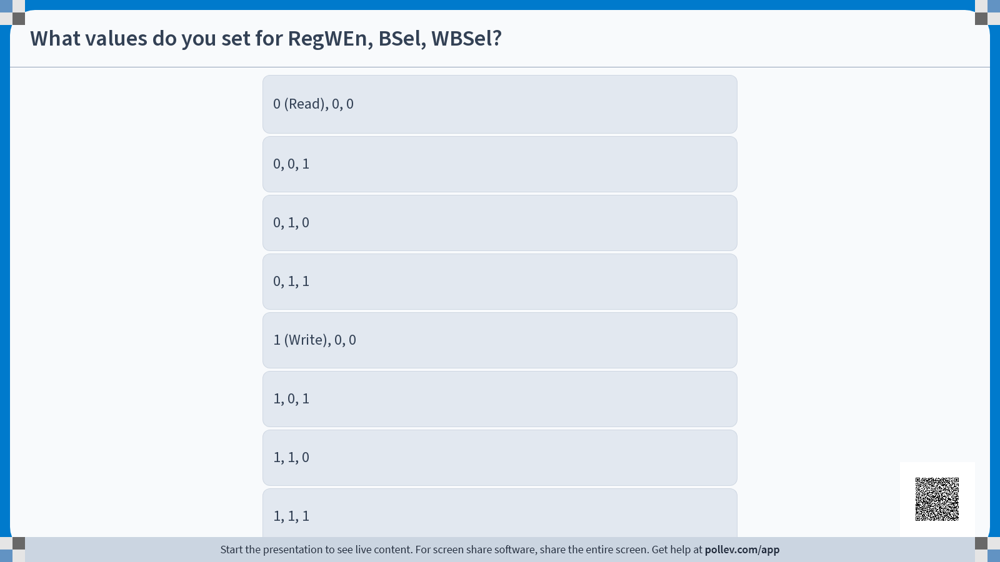 What values do you set for RegWEn, BSel, WBSel?
0 (Read), 0, 0
0, 0, 1
0, 1, 0
0, 1, 1
1 (Write), 0, 0
1, 0, 1
1, 1, 0
1, 1, 1
Start the presentation to see live content. For screen share software, share the entire screen. Get help at pollev.com/app